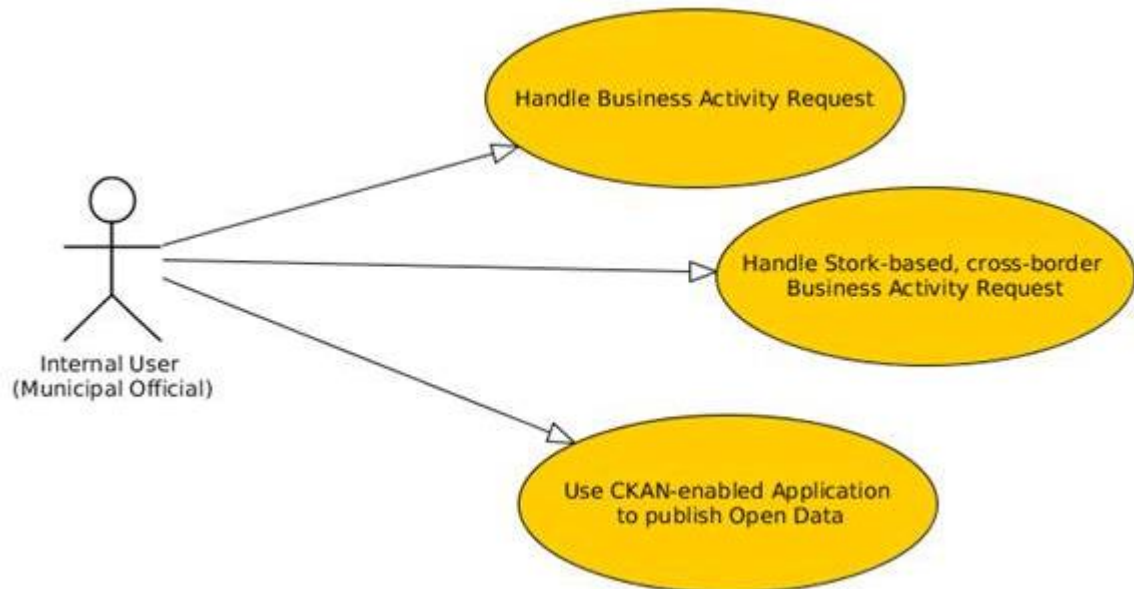 Handle Business Activity Request
Handle Stork-based, cross-border
Business Activity Request
Internal User
(Municipal Official)
Use CKAN-enabled Application
to publish Open Data